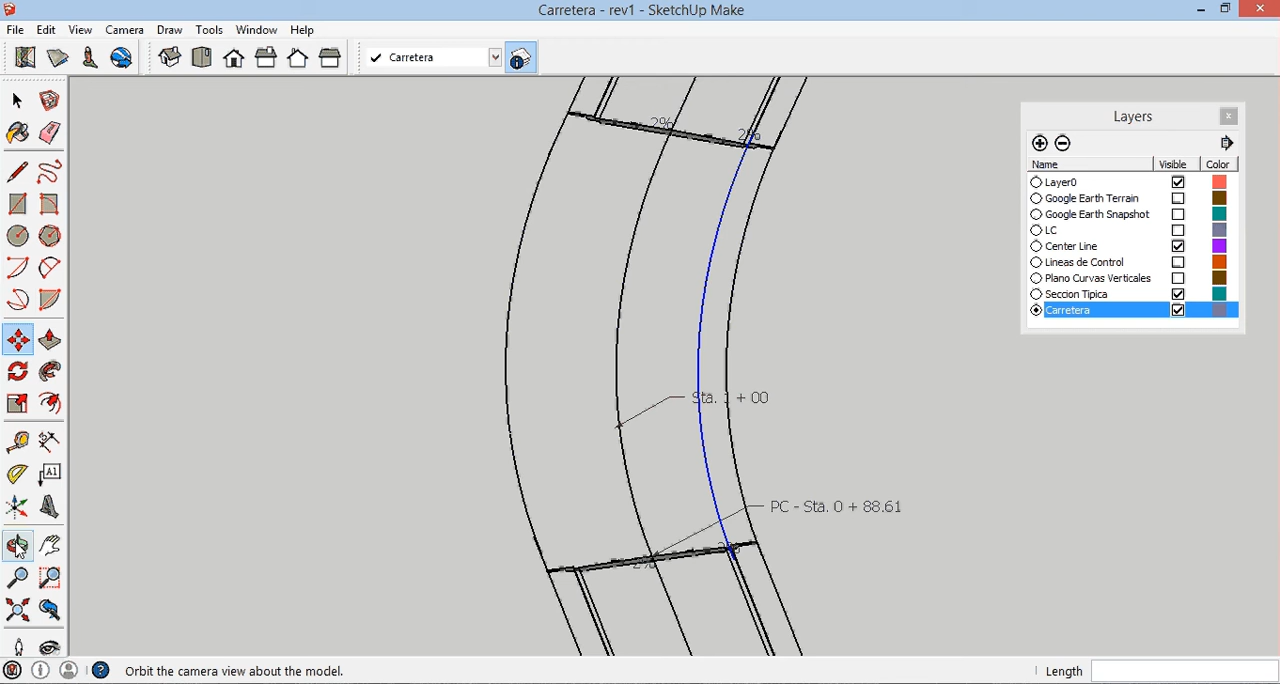 Carretera - rev1 - SketchUp Make
File Edit View Camera Draw Tools Window Help
Carretera
Layers
Name Visible Color
Layer0
Google Earth Terrain
Google Earth Snapshot
LC
Center Line
Lineas de Control
Plano Curvas Verticales
Seccion Tipica
Carretera
2%
2%
Sta. 1 + 00
PC - Sta. 0 + 88.61
2%
2%
A1
Orbit the camera view about the model.
Length